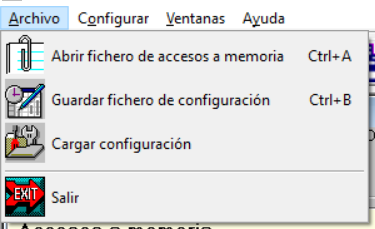 Archivo Configurar Ventanas Ayuda
Abrir fichero de accesos a memoria Ctrl+A
Guardar fichero de configuración Ctrl+B
Cargar configuración
EXIT Salir